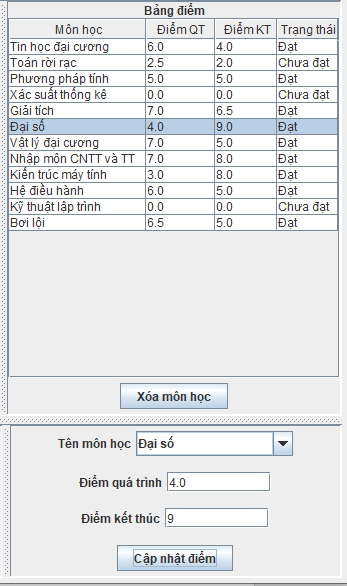 Bảng điểm
Môn học Điểm QT Điểm KT Trạng thái
Tin học đại cương 6.0 4.0 Đạt
Toán rời rạc 2.5 2.0 Chưa đạt
Phương pháp tính 5.0 5.0 Đạt
Xác suất thống kê 0.0 0.0 Chưa đạt
Giải tích 7.0 6.5 Đạt
Đại số 4.0 9.0 Đạt
Vật lý đại cương 7.0 5.0 Đạt
Nhập môn CNTT và TT 7.0 8.0 Đạt
Kiến trúc máy tính 3.0 8.0 Đạt
Hệ điều hành 6.0 5.0 Đạt
Kỹ thuật lập trình 0.0 0.0 Chưa đạt
Bơi lội 6.5 5.0 Đạt
Xóa môn học
Tên môn học Đại số
Điểm quá trình 4.0
Điểm kết thúc 9
Cập nhật điểm